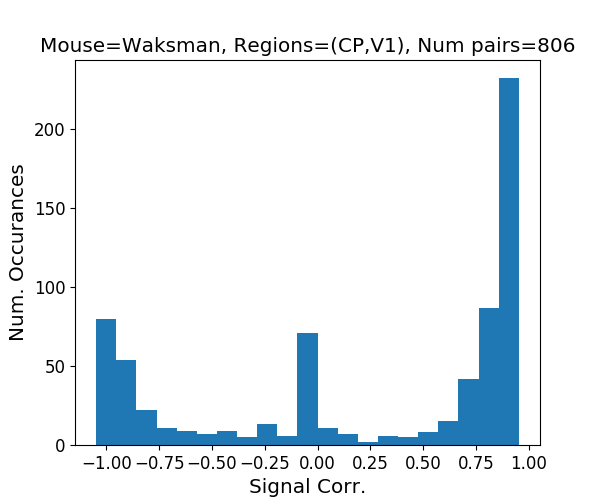 Mouse=Waksman, Regions=(CP,V1), Num pairs=806
Num. Occurances
200
150
100
50
0
−1.00 −0.75 −0.50 −0.25 0.00 0.25 0.50 0.75 1.00
Signal Corr.